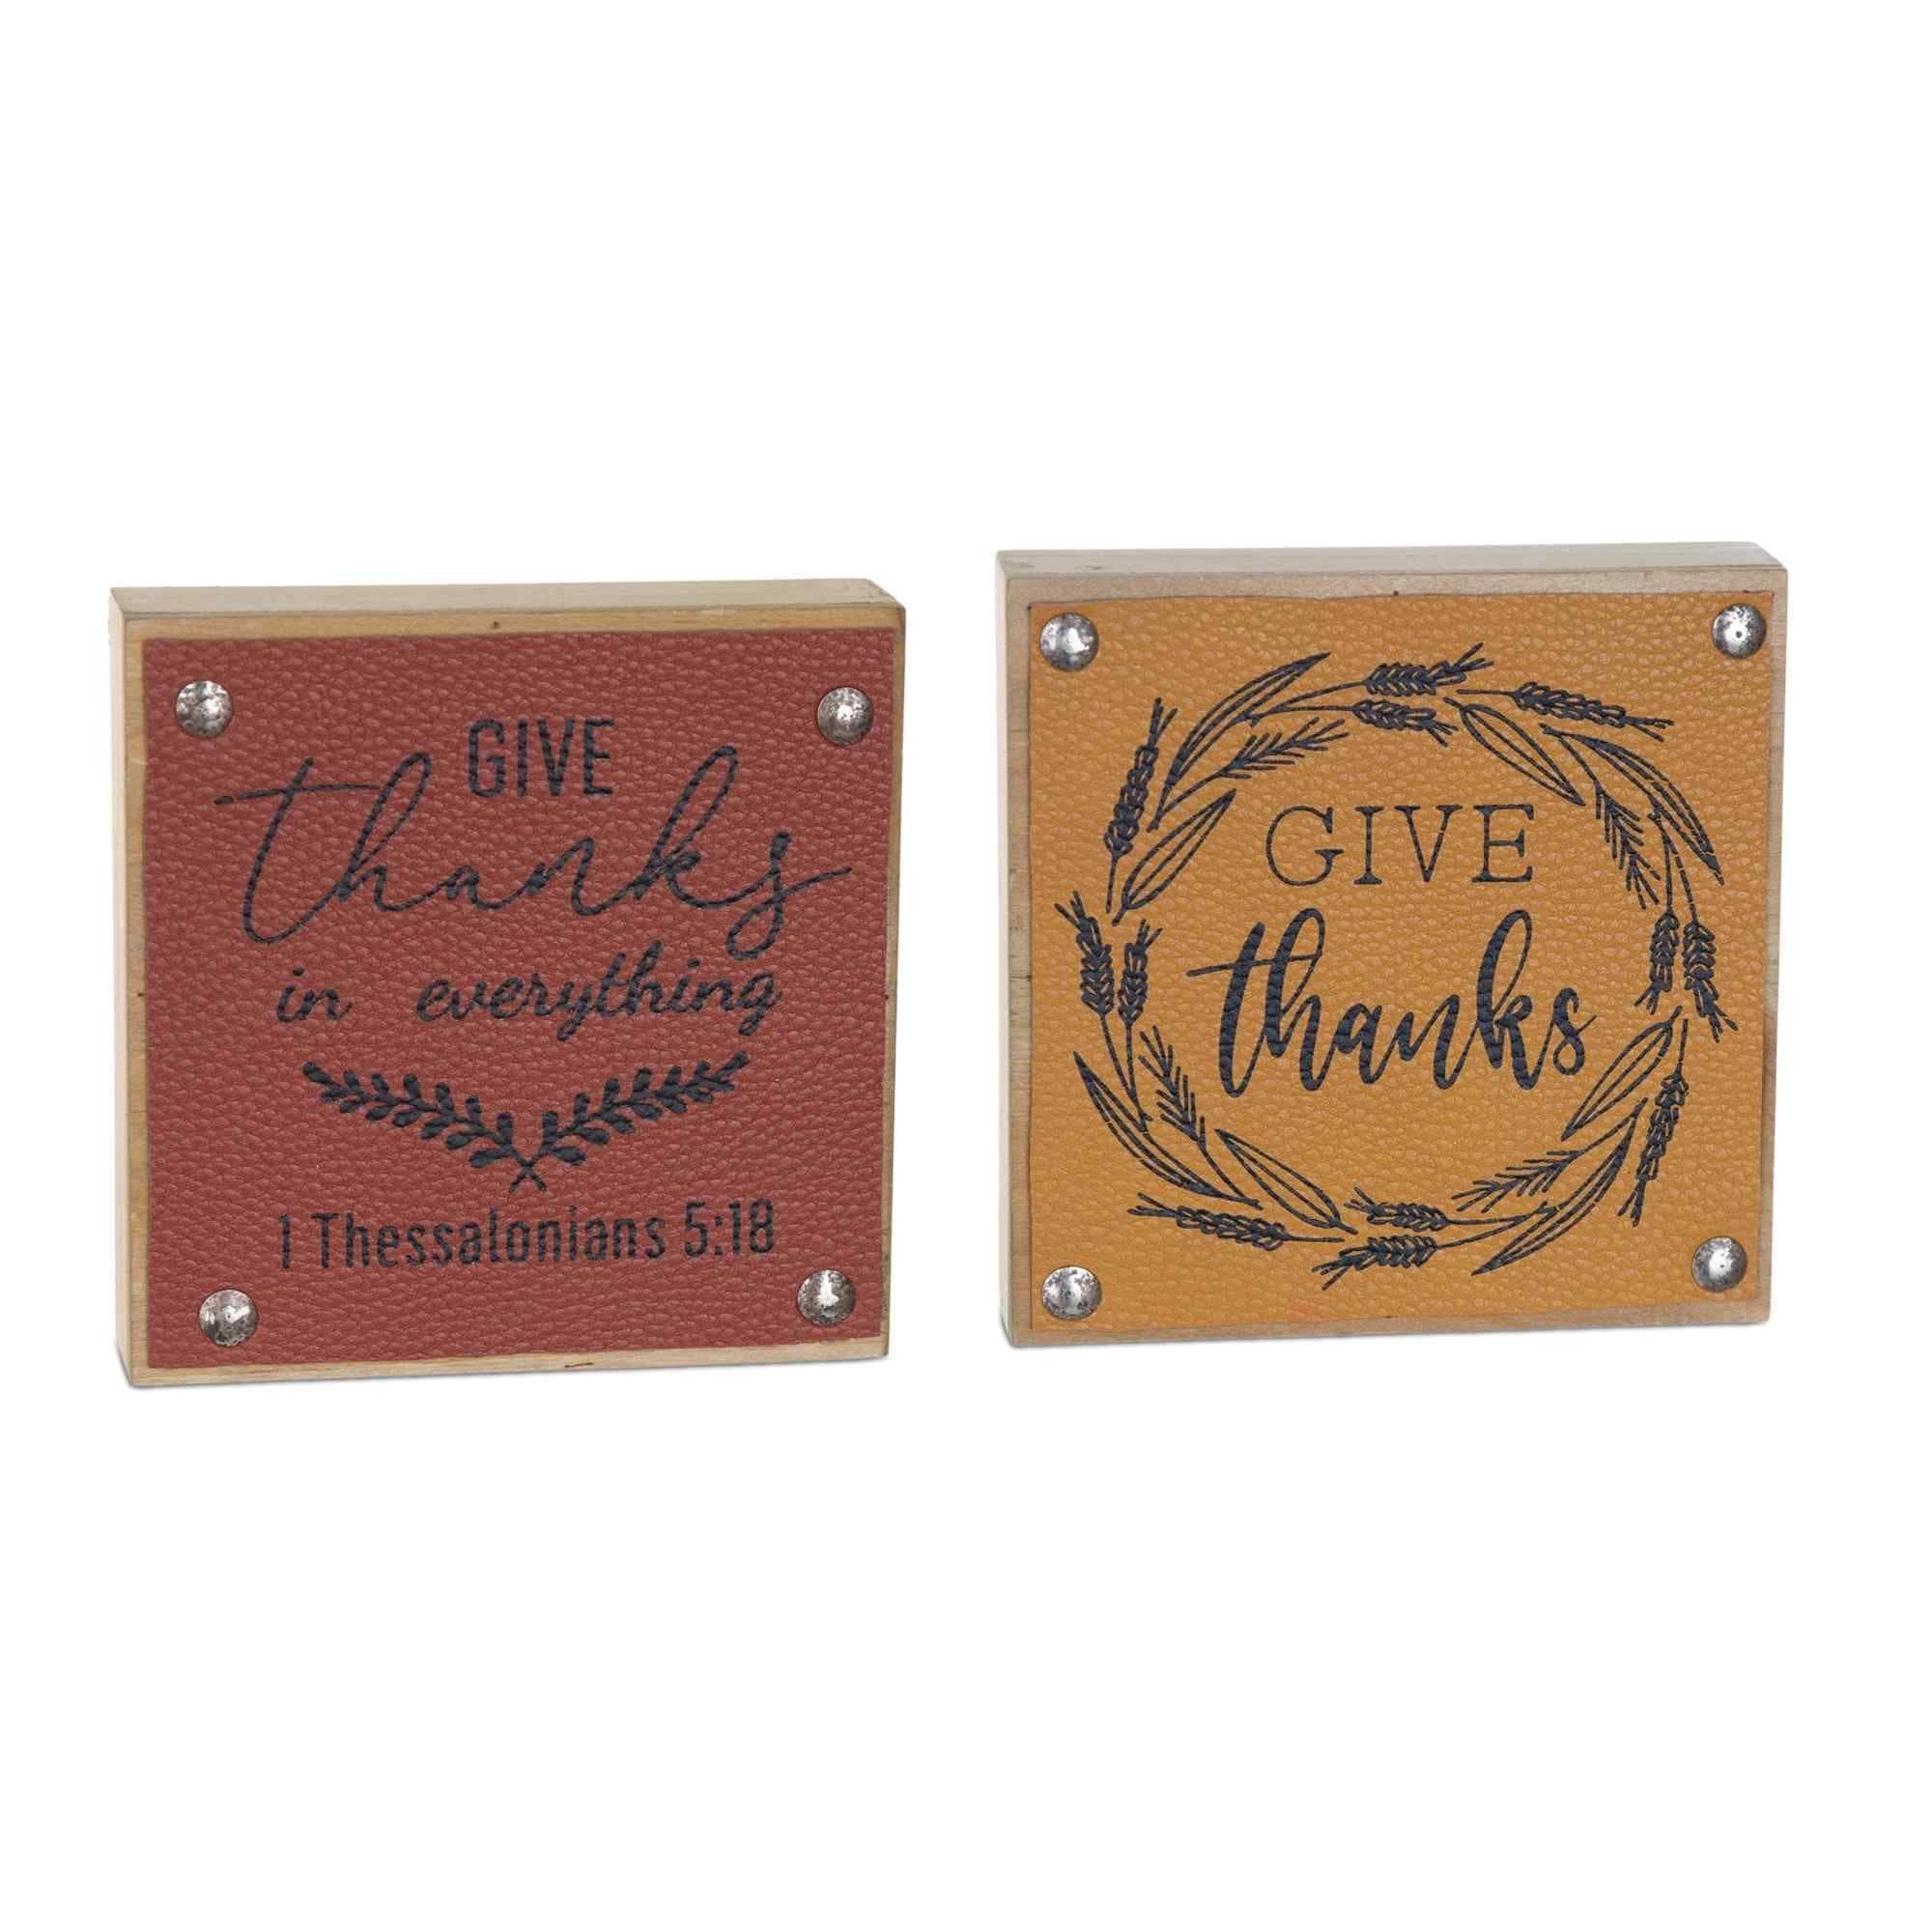 GIVE
thanks
in everything
1 Thessalonians 5:18
GIVE
thanks